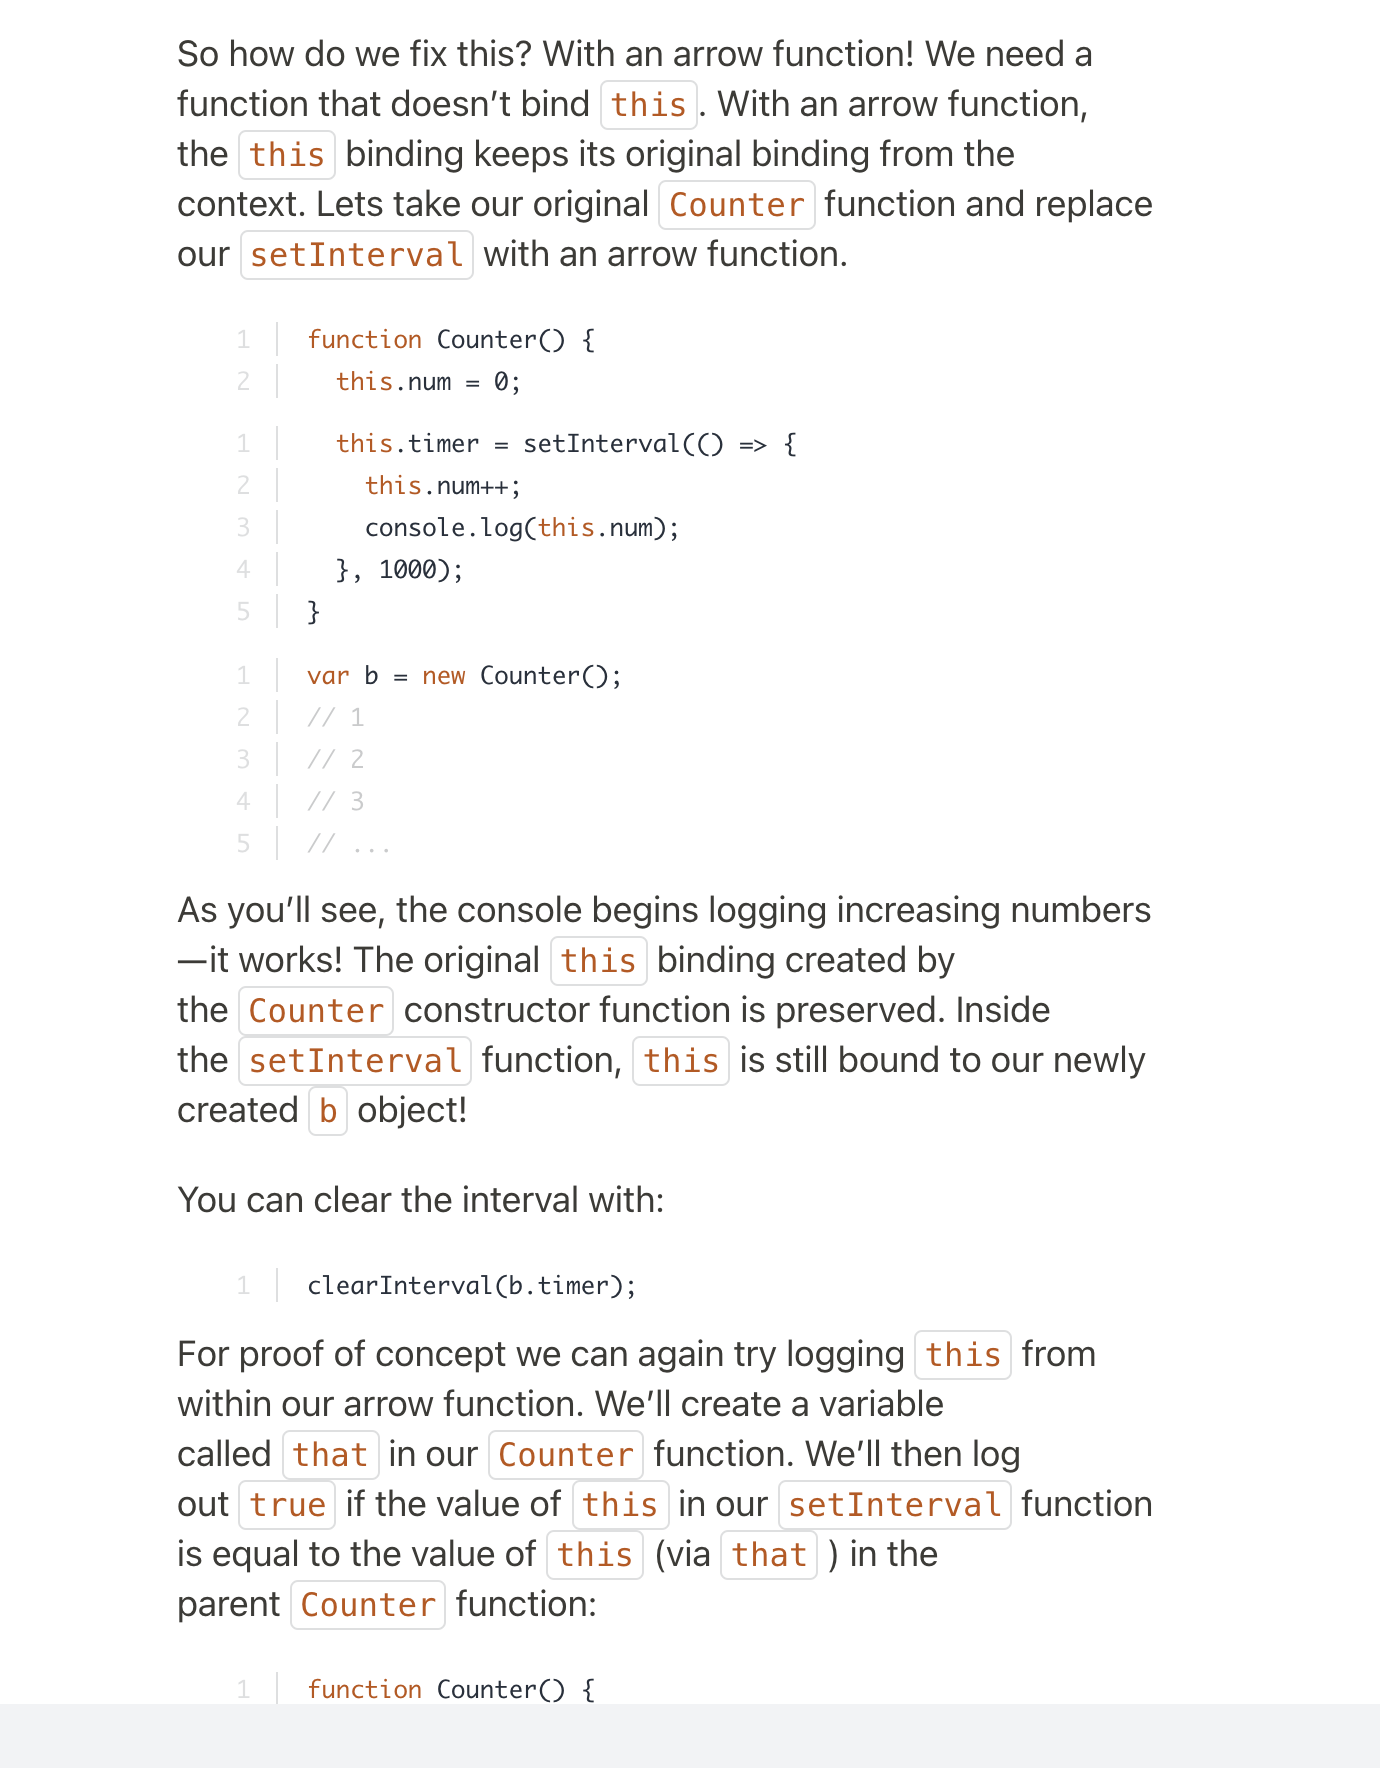 So how do we fix this? With an arrow function! We need a
function that doesn’t bind this. With an arrow function,
the this binding keeps its original binding from the
context. Lets take our original Counter function and replace
our setInterval with an arrow function.
1 function Counter() {
2 this.num = 0;
1 this.timer = setInterval(() => {
2 this.num++;
3 console.log(this.num);
4 }, 1000);
5 }
1 var b = new Counter();
2 // 1
3 // 2
4 // 3
5 // ...
As you’ll see, the console begins logging increasing numbers
—it works! The original this binding created by
the Counter constructor function is preserved. Inside
the setInterval function, this is still bound to our newly
created b object!
You can clear the interval with:
1 clearInterval(b.timer);
For proof of concept we can again try logging this from
within our arrow function. We’ll create a variable
called that in our Counter function. We’ll then log
out true if the value of this in our setInterval function
is equal to the value of this (via that ) in the
parent Counter function:
1 function Counter() {